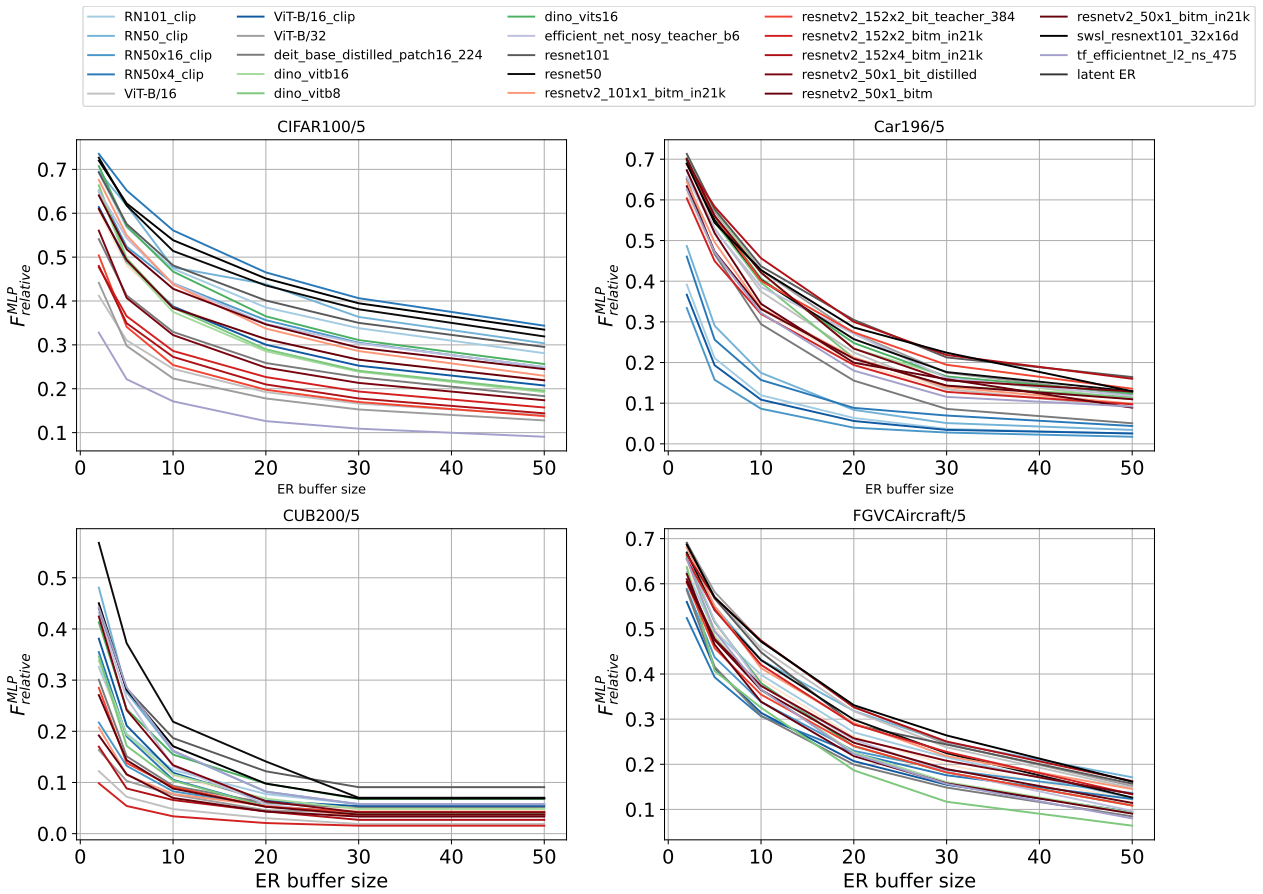 RN101_clip
RN50_clip
RN50x16_clip
RN50x4_clip
ViT-B/16
ViT-B/16_clip
ViT-B/32
deit_base_distilled_patch16_224
dino_vitb16
dino_vitb8
dino_vits16
efficient_net_nosy_teacher_b6
resnet101
resnet50
resnetv2_101x1_bitm_in21k
resnetv2_152x2_bit_teacher_384
resnetv2_152x2_bitm_in21k
resnetv2_152x4_bitm_in21k
resnetv2_50x1_bit_distilled
resnetv2_50x1_bitm
resnetv2_50x1_bitm_in21k
swsl_resnext101_32x16d
tf_efficientnet_l2_ns_475
latent ER
CIFAR100/5
F^{MLP}_{relative}
0.7
0.6
0.5
0.4
0.3
0.2
0.1
0 10 20 30 40 50
ER buffer size
Car196/5
F^{MLP}_{relative}
0.7
0.6
0.5
0.4
0.3
0.2
0.1
0.0
0 10 20 30 40 50
ER buffer size
CUB200/5
F^{MLP}_{relative}
0.5
0.4
0.3
0.2
0.1
0.0
0 10 20 30 40 50
ER buffer size
FGVCAircraft/5
F^{MLP}_{relative}
0.7
0.6
0.5
0.4
0.3
0.2
0.1
0 10 20 30 40 50
ER buffer size